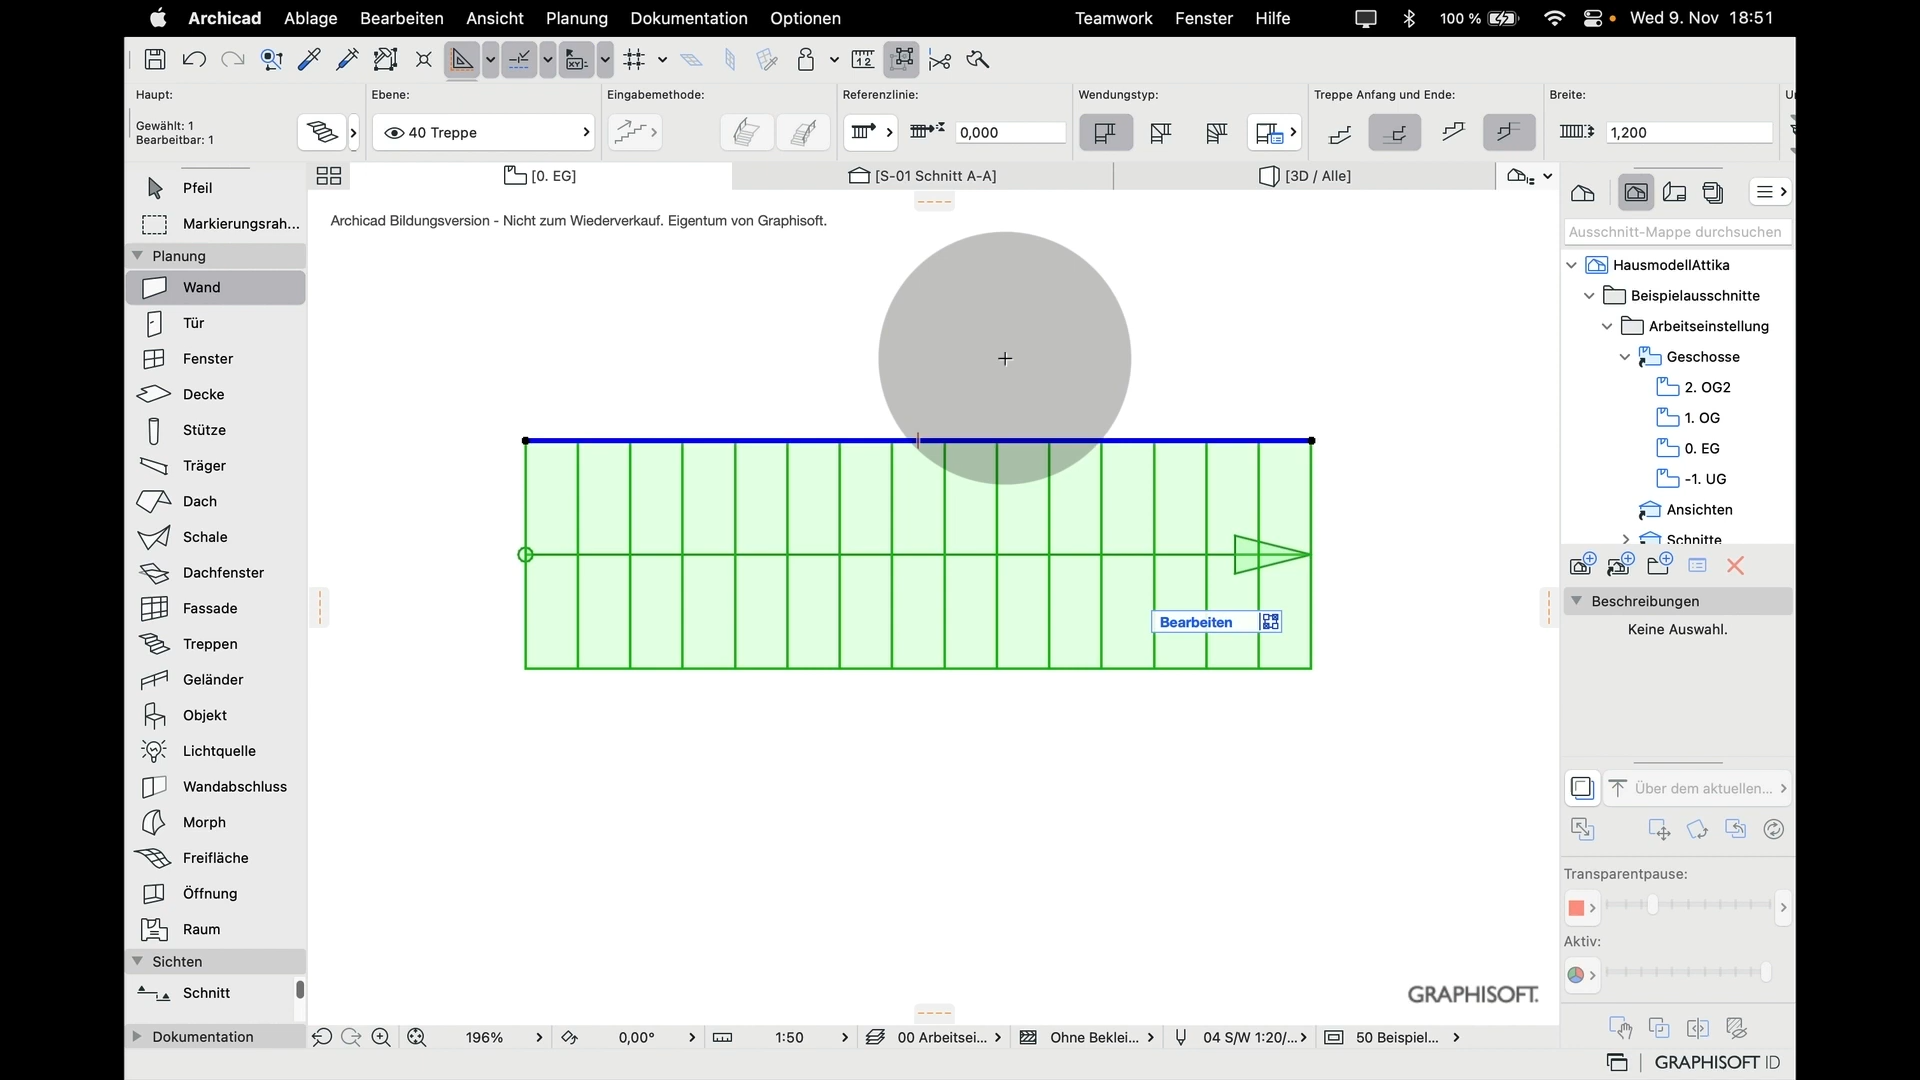 Archicad Ablage Bearbeiten Ansicht Planung Dokumentation Optionen Teamwork Fenster Hilfe 100 % Wed 9. Nov 18:51
Haupt:
Gewählt: 1
Bearbeitbar: 1
Ebene:
40 Treppe
Eingabemethode:
Referenzlinie:
0,000
Wendungstyp:
Treppe Anfang und Ende:
Breite:
1,200
[0. EG]
[S-01 Schnitt A-A]
[3D / Alle]
Archicad Bildungsversion - Nicht zum Wiederverkauf. Eigentum von Graphisoft.
Pfeil
Markierungsrah...
Planung
Wand
Tür
Fenster
Decke
Stütze
Träger
Dach
Schale
Dachfenster
Fassade
Treppen
Geländer
Objekt
Lichtquelle
Wandabschluss
Morph
Freifläche
Öffnung
Raum
Sichten
Schnitt
Dokumentation
Bearbeiten
GRAPHISOFT.
Ausschnitt-Mappe durchsuchen
HausmodellAttika
Beispielausschnitte
Arbeitseinstellung
Geschosse
2. OG2
1. OG
0. EG
-1. UG
Ansichten
Schnitte
Beschreibungen
Keine Auswahl.
Über dem aktuellen...
Transparentpause:
Aktiv:
196% 0,00° 1:50 00 Arbeitsei... Ohne Beklei... 04 S/W 1:20/... 50 Beispiel...
GRAPHISOFT ID